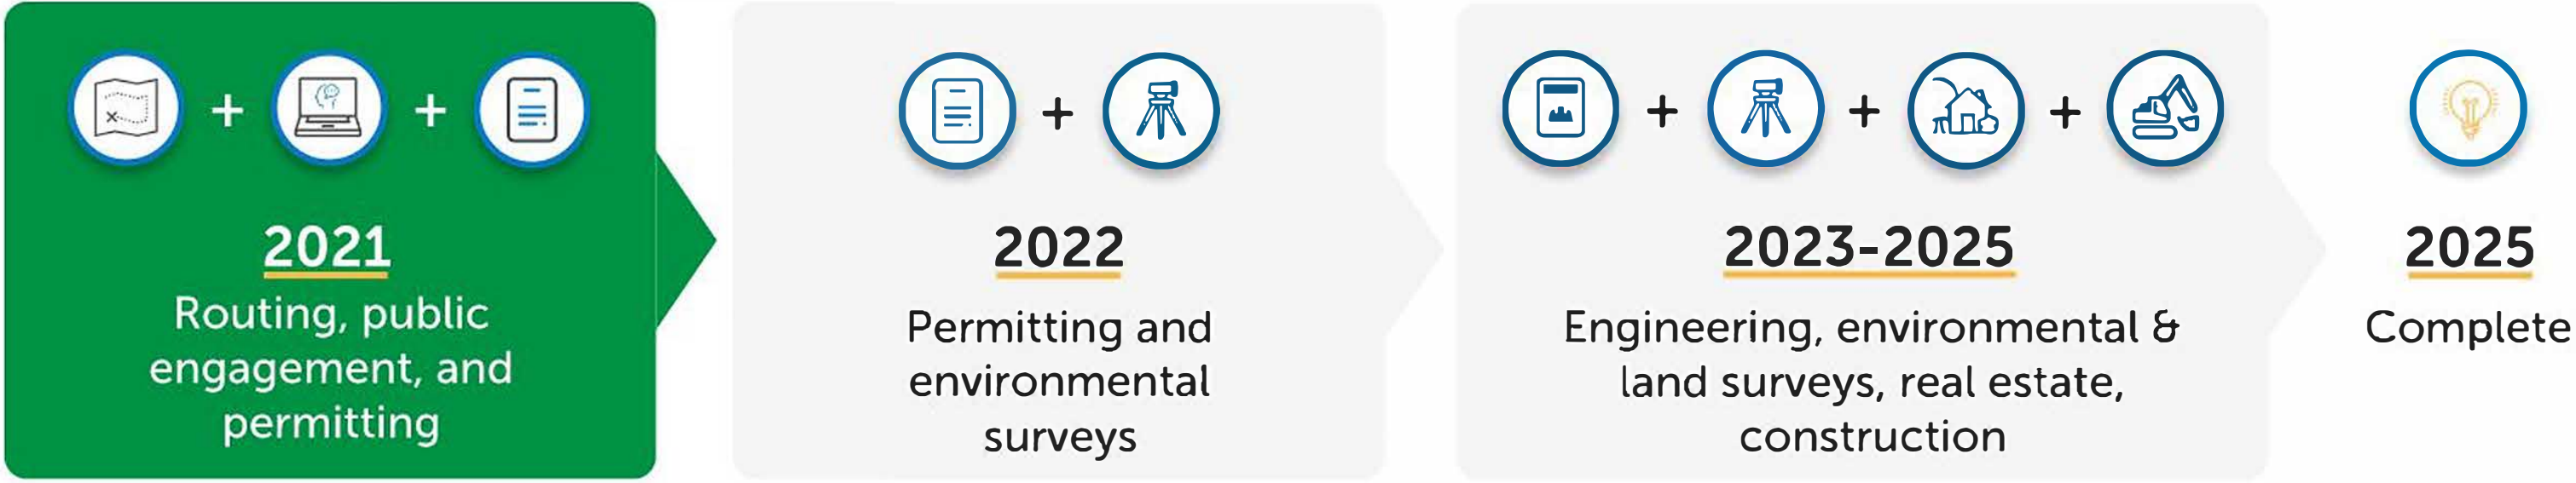 + +
2021
Routing, public
engagement, and
permitting
+
2022
Permitting and
environmental
surveys
+ + +
2023-2025
Engineering, environmental &
land surveys, real estate,
construction
2025
Complete